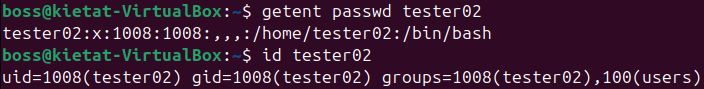 boss@kietat-VirtualBox:~$ getent passwd tester02
tester02:x:1008:1008:,,,:/home/tester02:/bin/bash
boss@kietat-VirtualBox:~$ id tester02
uid=1008(tester02) gid=1008(tester02) groups=1008(tester02),100(users)